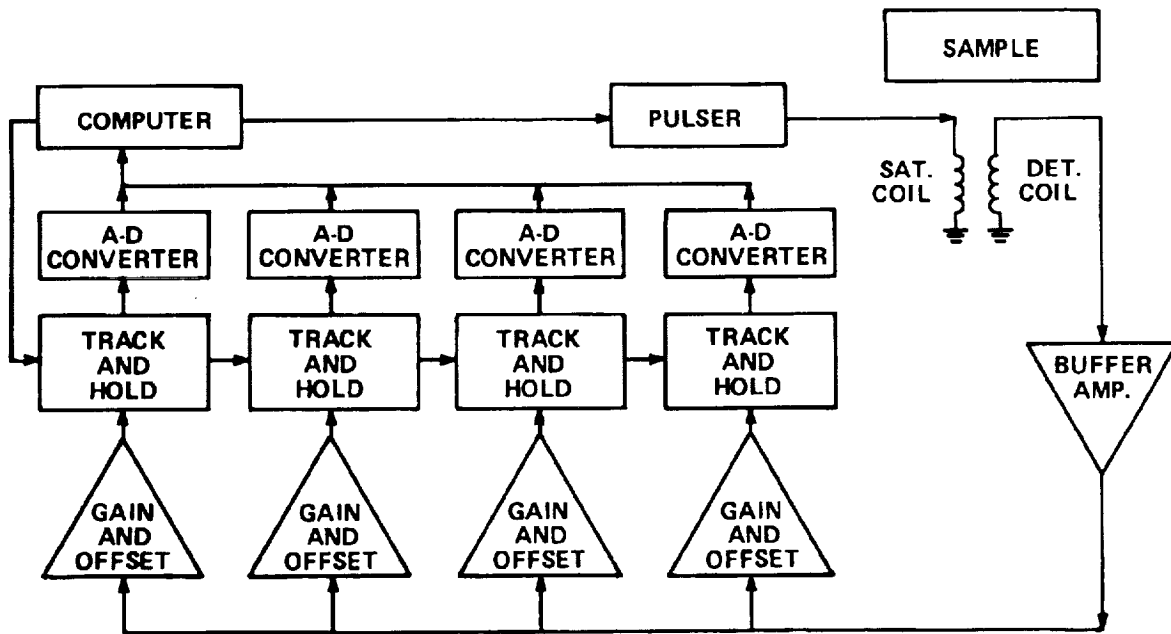 SAMPLE
COMPUTER
PULSER
SAT.
COIL
DET.
COIL
A-D
CONVERTER
A-D
CONVERTER
A-D
CONVERTER
A-D
CONVERTER
TRACK
AND
HOLD
TRACK
AND
HOLD
TRACK
AND
HOLD
TRACK
AND
HOLD
BUFFER
AMP.
GAIN
AND
OFFSET
GAIN
AND
OFFSET
GAIN
AND
OFFSET
GAIN
AND
OFFSET